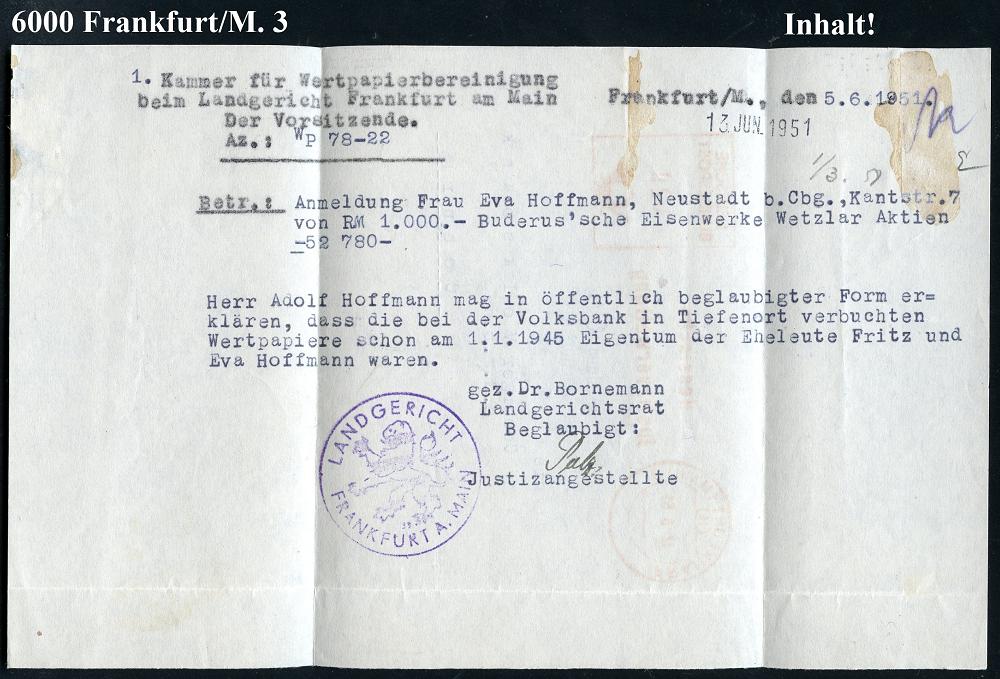 6000 Frankfurt/M. 3
Inhalt!
1. Kammer für Wertpapierbereinigung
beim Landgericht Frankfurt am Main
Der Vorsitzende.
Az.: WP 78-22
Frankfurt/M., den 5.6.1951.
13. JUN. 1951
1/3.
Betr.: Anmeldung Frau Eva Hoffmann, Neustadt b.Cbg.,Kantstr.7
von RM 1.000.- Buderus'sche Eisenwerke Wetzlar Aktien
-52 780-
Herr Adolf Hoffmann mag in öffentlich beglaubigter Form er=
klären, dass die bei der Volksbank in Tiefenort verbuchten
Wertpapiere schon am 1.1.1945 Eigentum der Eheleute Fritz und
Eva Hoffmann waren.
gez.Dr.Bornemann
Landgerichtsrat
Beglaubigt:
Justizangestellte
LANDGERICHT
FRANKFURT A. MAIN